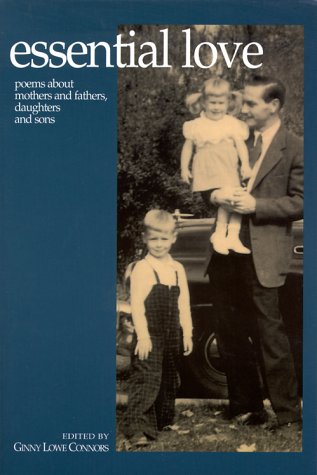 essential love
poems about
mothers and fathers,
daughters
and sons
EDITED BY
GINNY LOWE CONNORS